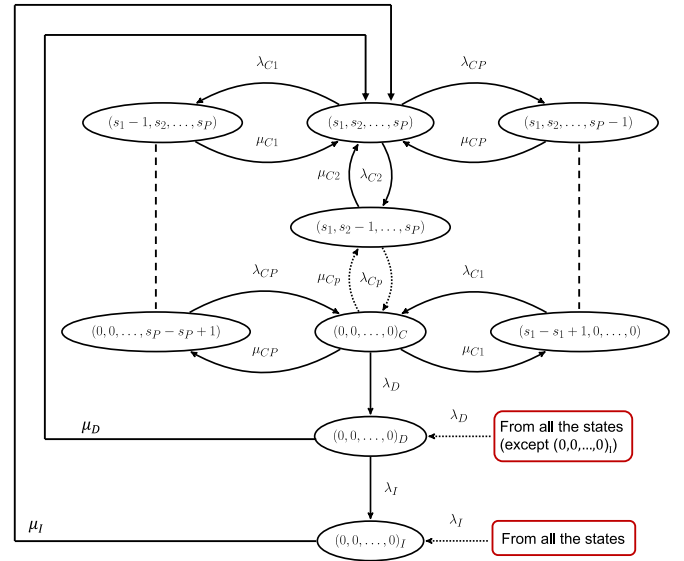 λ_{C1}
λ_{CP}
(s_1 − 1, s_2, . . . , s_P)
(s_1, s_2, . . . , s_P)
(s_1, s_2, . . . , s_P − 1)
μ_{C1}
μ_{CP}
μ_{C2}
λ_{C2}
(s_1, s_2 − 1, . . . , s_P)
λ_{CP}
μ_{Cp}
λ_{Cp}
λ_{C1}
(0, 0, . . . , s_P − s_P + 1)
(0, 0, . . . , 0)_C
(s_1 − s_1 + 1, 0, . . . , 0)
μ_{CP}
μ_{C1}
λ_D
μ_D
(0, 0, . . . , 0)_D
λ_D
From all the states
(except (0,0,...,0)_I)
λ_I
μ_I
(0, 0, . . . , 0)_I
λ_I
From all the states